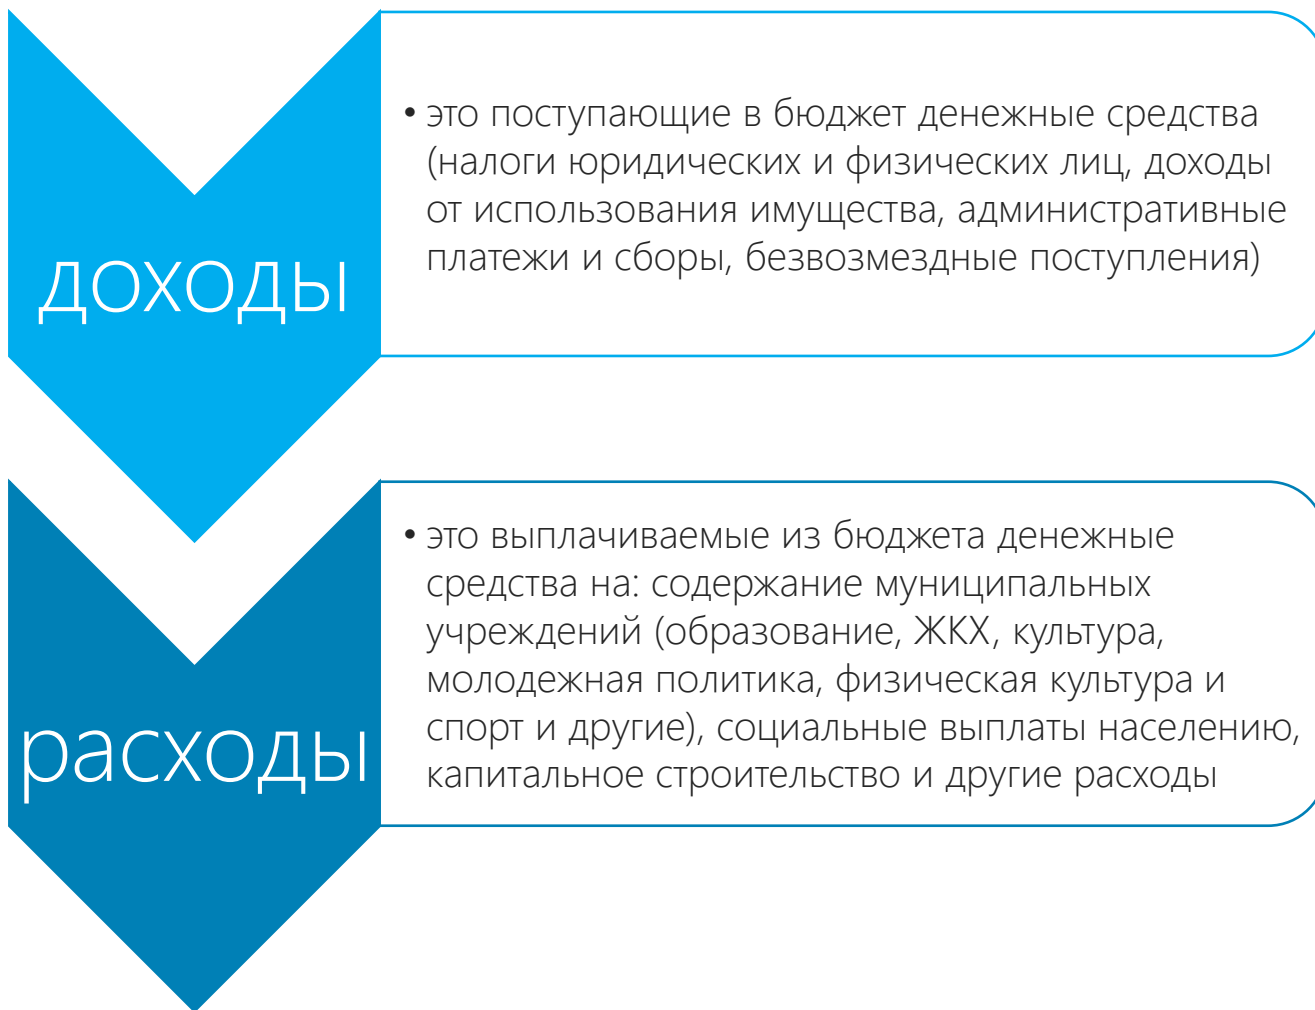 доходы
• это поступающие в бюджет денежные средства
(налоги юридических и физических лиц, доходы
от использования имущества, административные
платежи и сборы, безвозмездные поступления)
расходы
• это выплачиваемые из бюджета денежные
средства на: содержание муниципальных
учреждений (образование, ЖКХ, культура,
молодежная политика, физическая культура и
спорт и другие), социальные выплаты населению,
капитальное строительство и другие расходы